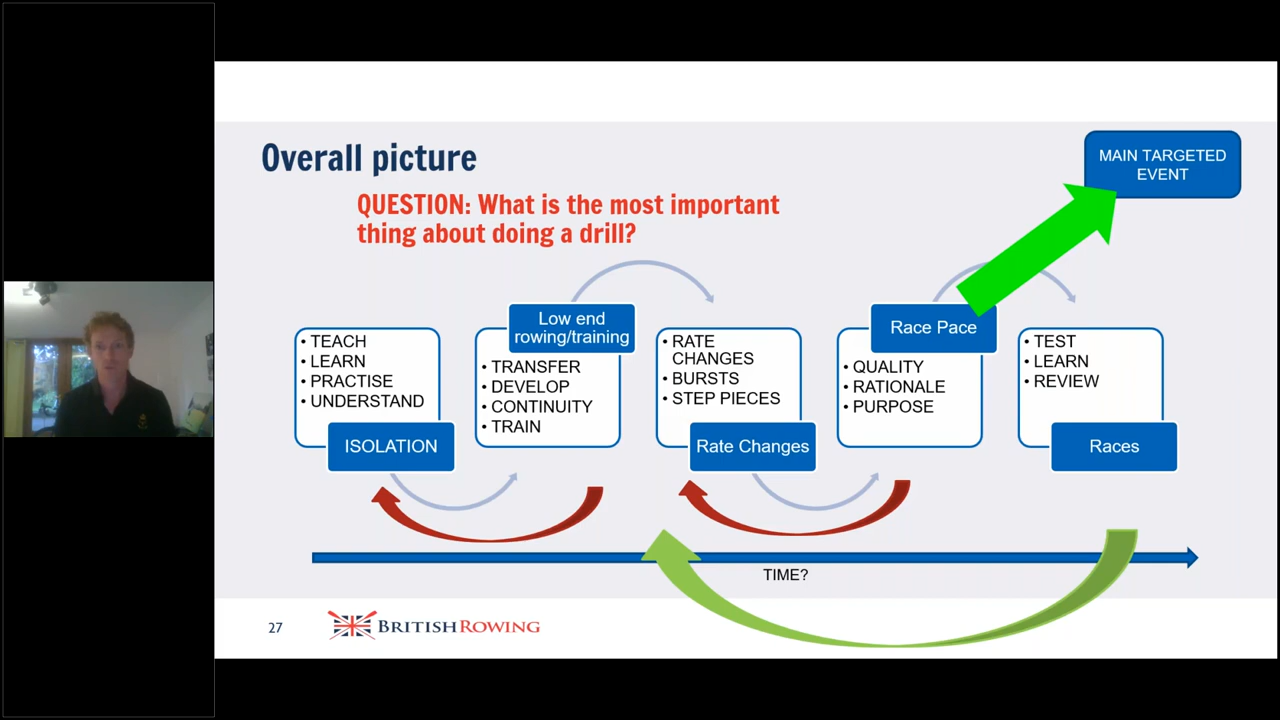 Overall picture
MAIN TARGETED
EVENT
QUESTION: What is the most important
thing about doing a drill?
• TEACH
• LEARN
• PRACTISE
• UNDERSTAND
ISOLATION
Low end
rowing/training
• TRANSFER
• DEVELOP
• CONTINUITY
• TRAIN
• RATE
CHANGES
• BURSTS
• STEP PIECES
Rate Changes
Race Pace
• QUALITY
• RATIONALE
• PURPOSE
• TEST
• LEARN
• REVIEW
Races
TIME?
27
BRITISH ROWING